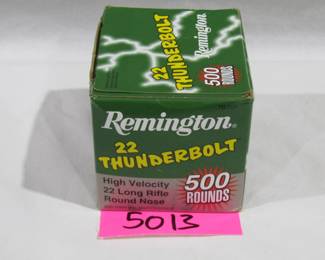 22
THUNDERBOLT
Remington
500
ROUNDS
Remington
22
THUNDERBOLT
High Velocity
22 Long Rifle
Round Nose
500
ROUNDS
5013